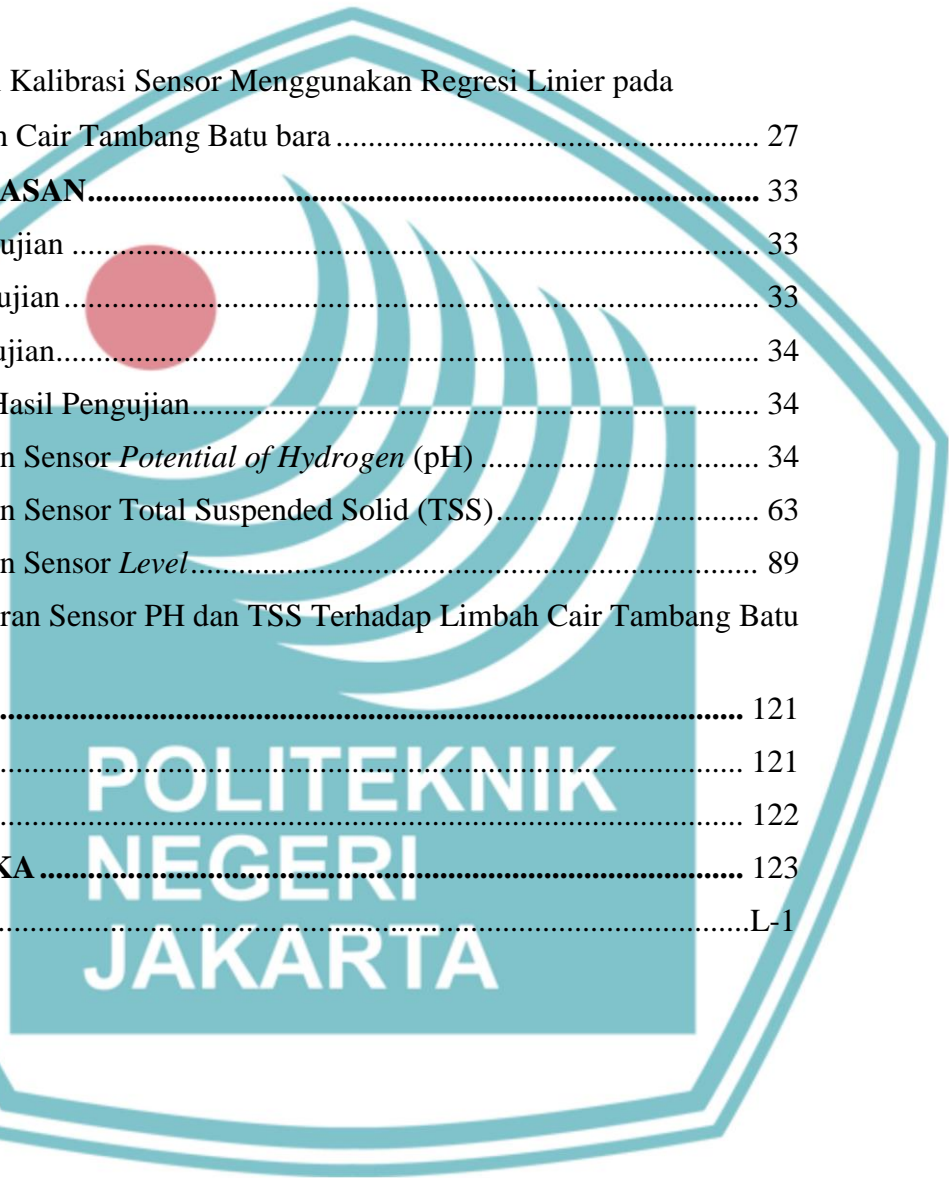 Kalibrasi Sensor Menggunakan Regresi Linier pada
Cair Tambang Batu bara ........ 27
ASAN ........ 33
ujian ........ 33
ujian ........ 33
ujian ........ 34
Hasil Pengujian ........ 34
n Sensor Potential of Hydrogen (pH) ........ 34
n Sensor Total Suspended Solid (TSS) ........ 63
n Sensor Level ........ 89
ran Sensor PH dan TSS Terhadap Limbah Cair Tambang Batu
........ 121
........ 121
........ 122
KA ........ 123
........ L-1
POLITEKNIK
NEGERI
JAKARTA